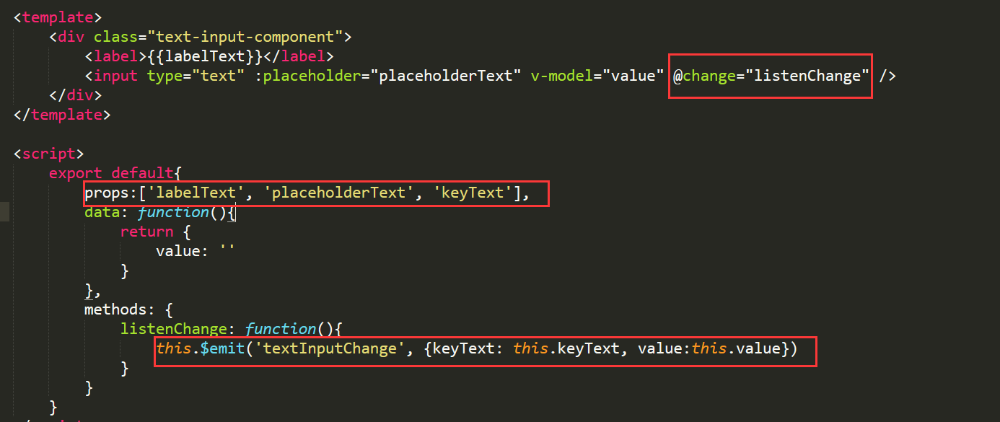 <template>
<div class="text-input-component">
<label>{{labelText}}</label>
<input type="text" :placeholder="placeholderText" v-model="value" @change="listenChange" />
</div>
</template>
<script>
export default{
props:['labelText', 'placeholderText', 'keyText'],
data: function(){
return {
value: ''
}
},
methods: {
listenChange: function(){
this.$emit('textInputChange', {keyText: this.keyText, value:this.value})
}
}
}